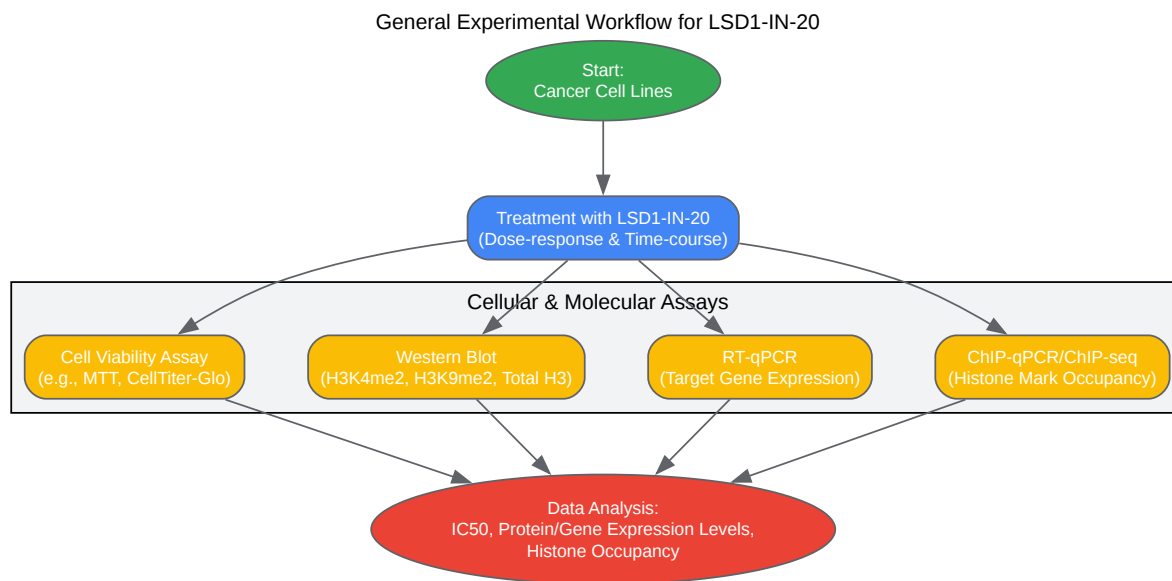 General Experimental Workflow for LSD1-IN-20
Start:
Cancer Cell Lines
Treatment with LSD1-IN-20
(Dose-response & Time-course)
Cellular & Molecular Assays
Cell Viability Assay
(e.g., MTT, CellTiter-Glo)
Western Blot
(H3K4me2, H3K9me2, Total H3)
RT-qPCR
(Target Gene Expression)
ChIP-qPCR/ChIP-seq
(Histone Mark Occupancy)
Data Analysis:
IC50, Protein/Gene Expression Levels,
Histone Occupancy